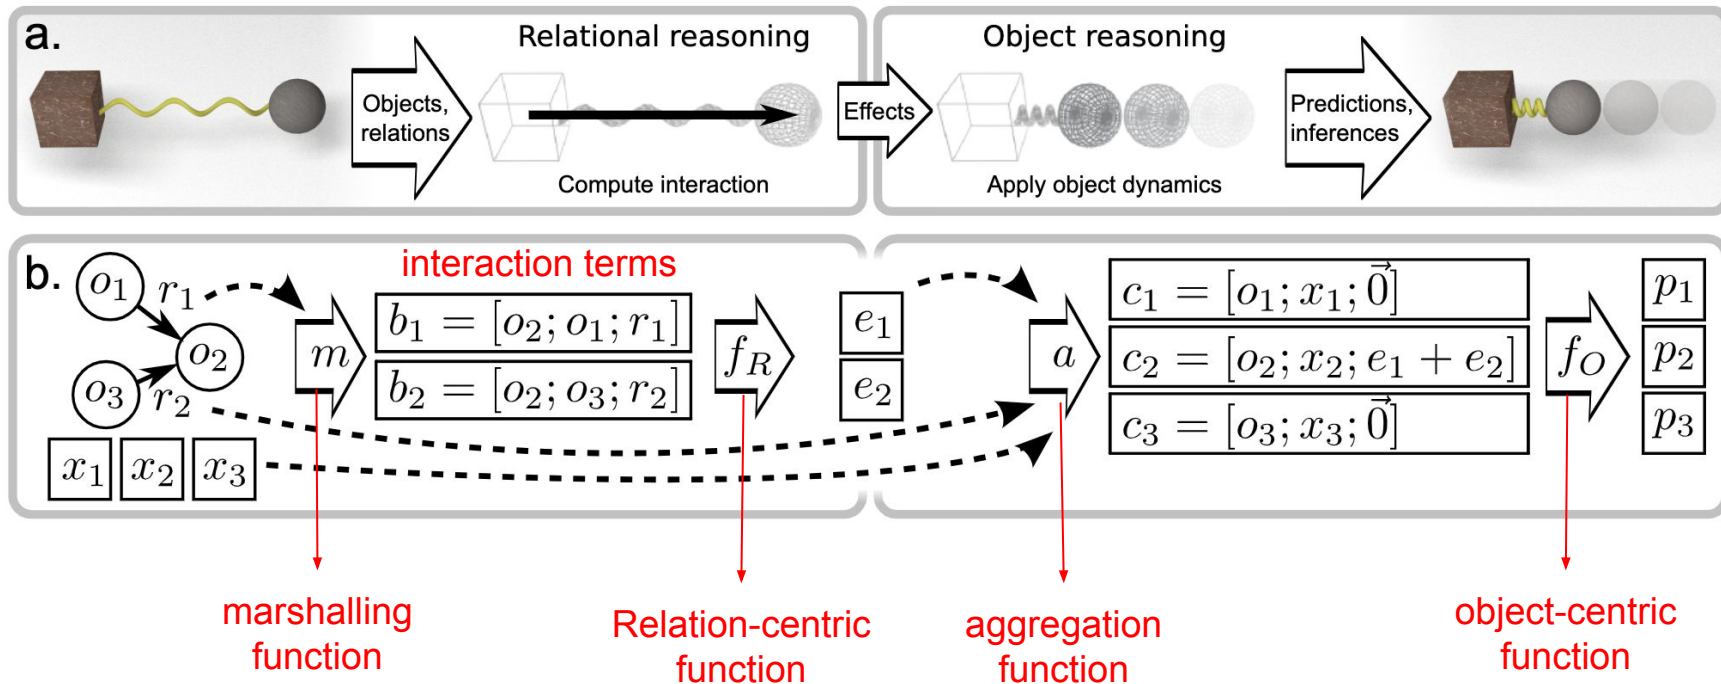 a.
Relational reasoning
Objects,
relations
Compute interaction
Effects
Object reasoning
Apply object dynamics
Predictions,
inferences
b.
o₁
r₁
o₂
o₃
r₂
x₁ x₂ x₃
m
interaction terms
b₁ = [o₂; o₁; r₁]
b₂ = [o₂; o₃; r₂]
f_R
e₁
e₂
a
c₁ = [o₁; x₁; 0⃗]
c₂ = [o₂; x₂; e₁ + e₂]
c₃ = [o₃; x₃; 0⃗]
f_O
p₁
p₂
p₃
marshalling
function
Relation-centric
function
aggregation
function
object-centric
function